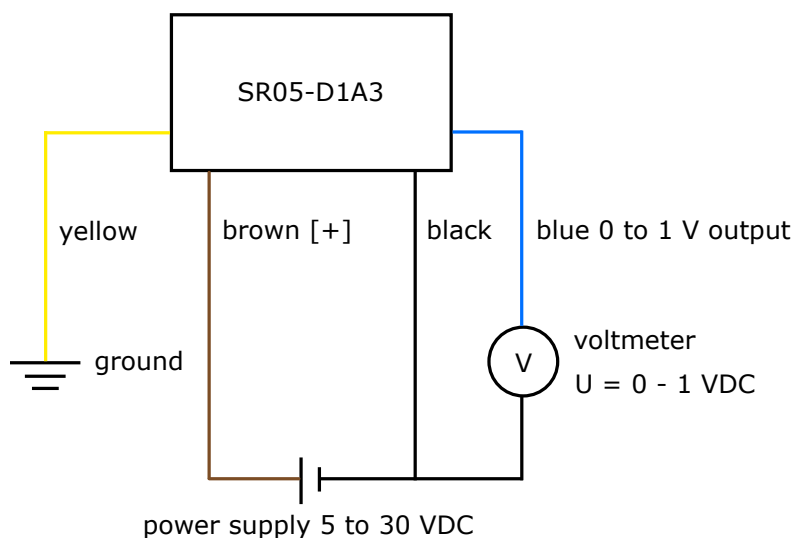 SR05-D1A3
yellow
brown [+]
black
blue 0 to 1 V output
ground
V
voltmeter
U = 0 - 1 VDC
power supply 5 to 30 VDC